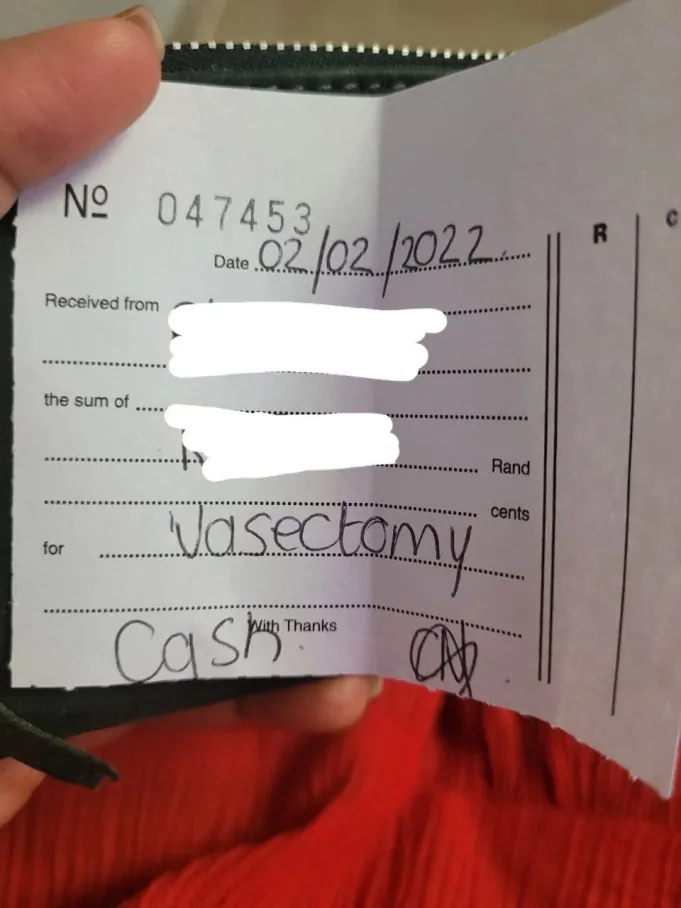 Nº 047453
Date 02/02/2022 R C
Received from
the sum of
Rand
cents
for Vasectomy
With Thanks
Cash